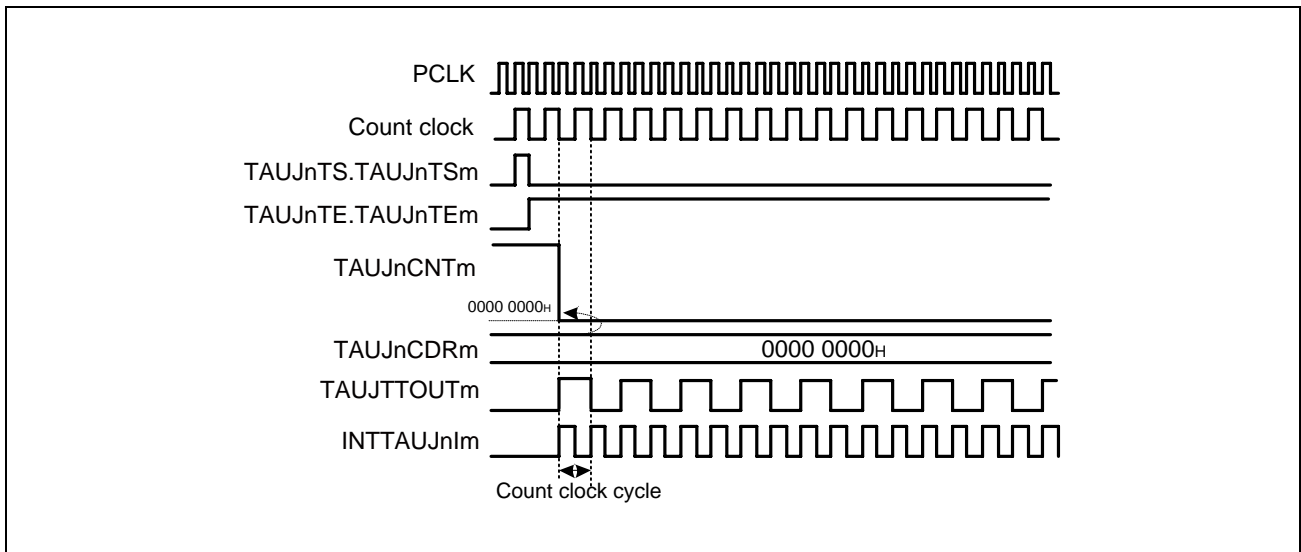 PCLK
Count clock
TAUJnTS.TAUJnTSm
TAUJnTE.TAUJnTEm
TAUJnCNTm
0000 0000H
TAUJnCDRm 0000 0000H
TAUJTTOUTm
INTTAUJnIm
Count clock cycle